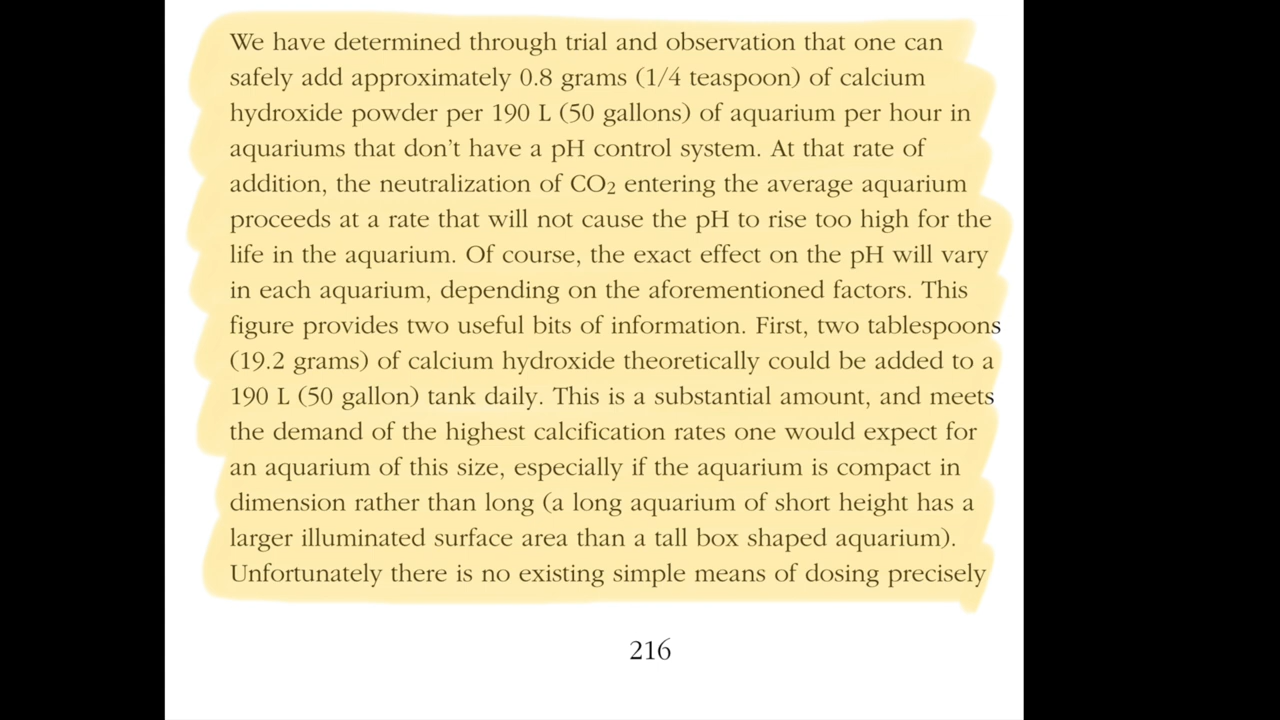 We have determined through trial and observation that one can
safely add approximately 0.8 grams (1/4 teaspoon) of calcium
hydroxide powder per 190 L (50 gallons) of aquarium per hour in
aquariums that don't have a pH control system. At that rate of
addition, the neutralization of CO₂ entering the average aquarium
proceeds at a rate that will not cause the pH to rise too high for the
life in the aquarium. Of course, the exact effect on the pH will vary
in each aquarium, depending on the aforementioned factors. This
figure provides two useful bits of information. First, two tablespoons
(19.2 grams) of calcium hydroxide theoretically could be added to a
190 L (50 gallon) tank daily. This is a substantial amount, and meets
the demand of the highest calcification rates one would expect for
an aquarium of this size, especially if the aquarium is compact in
dimension rather than long (a long aquarium of short height has a
larger illuminated surface area than a tall box shaped aquarium).
Unfortunately there is no existing simple means of dosing precisely
216